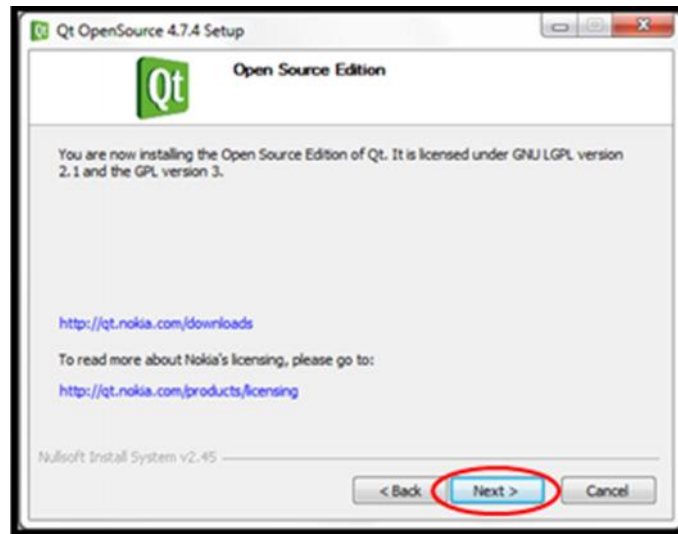 Qt OpenSource 4.7.4 Setup
Qt
Open Source Edition
You are now installing the Open Source Edition of Qt. It is licensed under GNU LGPL version
2.1 and the GPL version 3.
http://qt.nokia.com/downloads
To read more about Nokia's licensing, please go to:
http://qt.nokia.com/products/licensing
Nullsoft Install System v2.45
< Back Next > Cancel